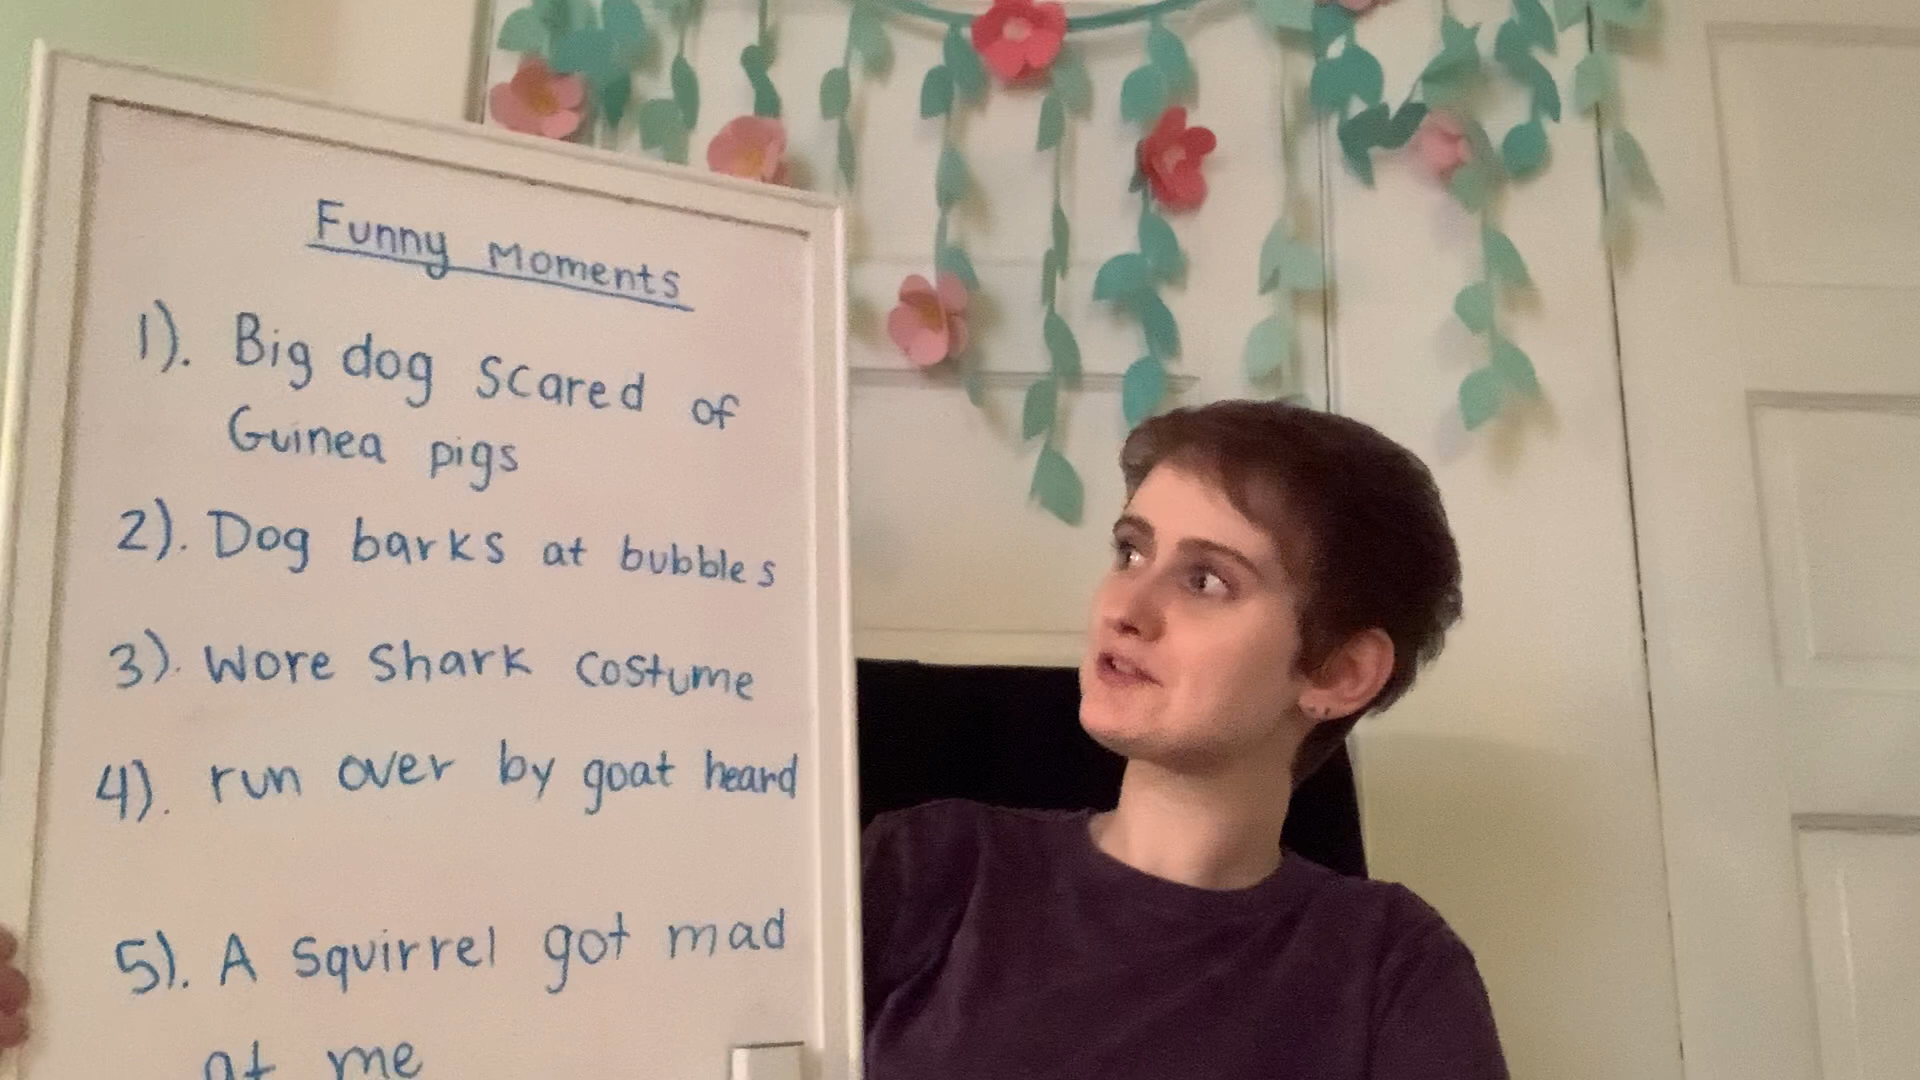 Funny Moments
1). Big dog scared of
Guinea pigs
2). Dog barks at bubbles
3). Wore Shark Costume
4). run over by goat heard
5). A squirrel got mad
at me